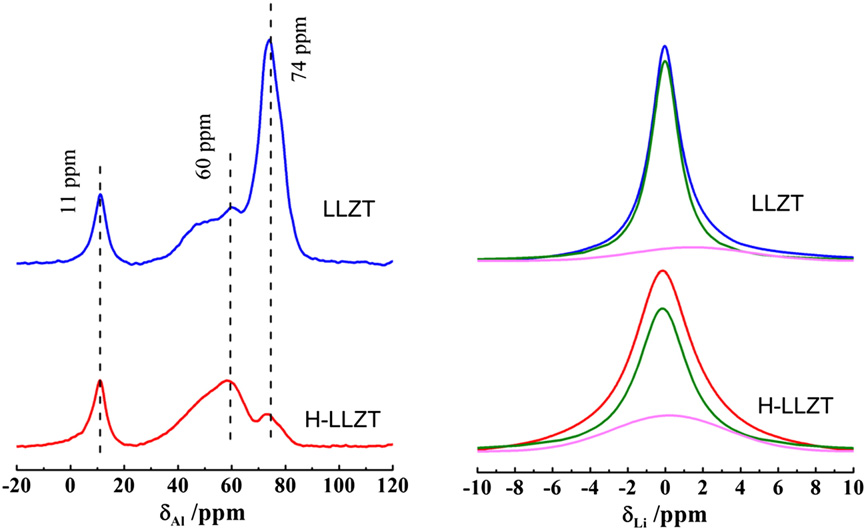 11 ppm
60 ppm
74 ppm
LLZT
H-LLZT
-20 0 20 40 60 80 100 120
δAl /ppm
LLZT
H-LLZT
-10 -8 -6 -4 -2 0 2 4 6 8 10
δLi /ppm